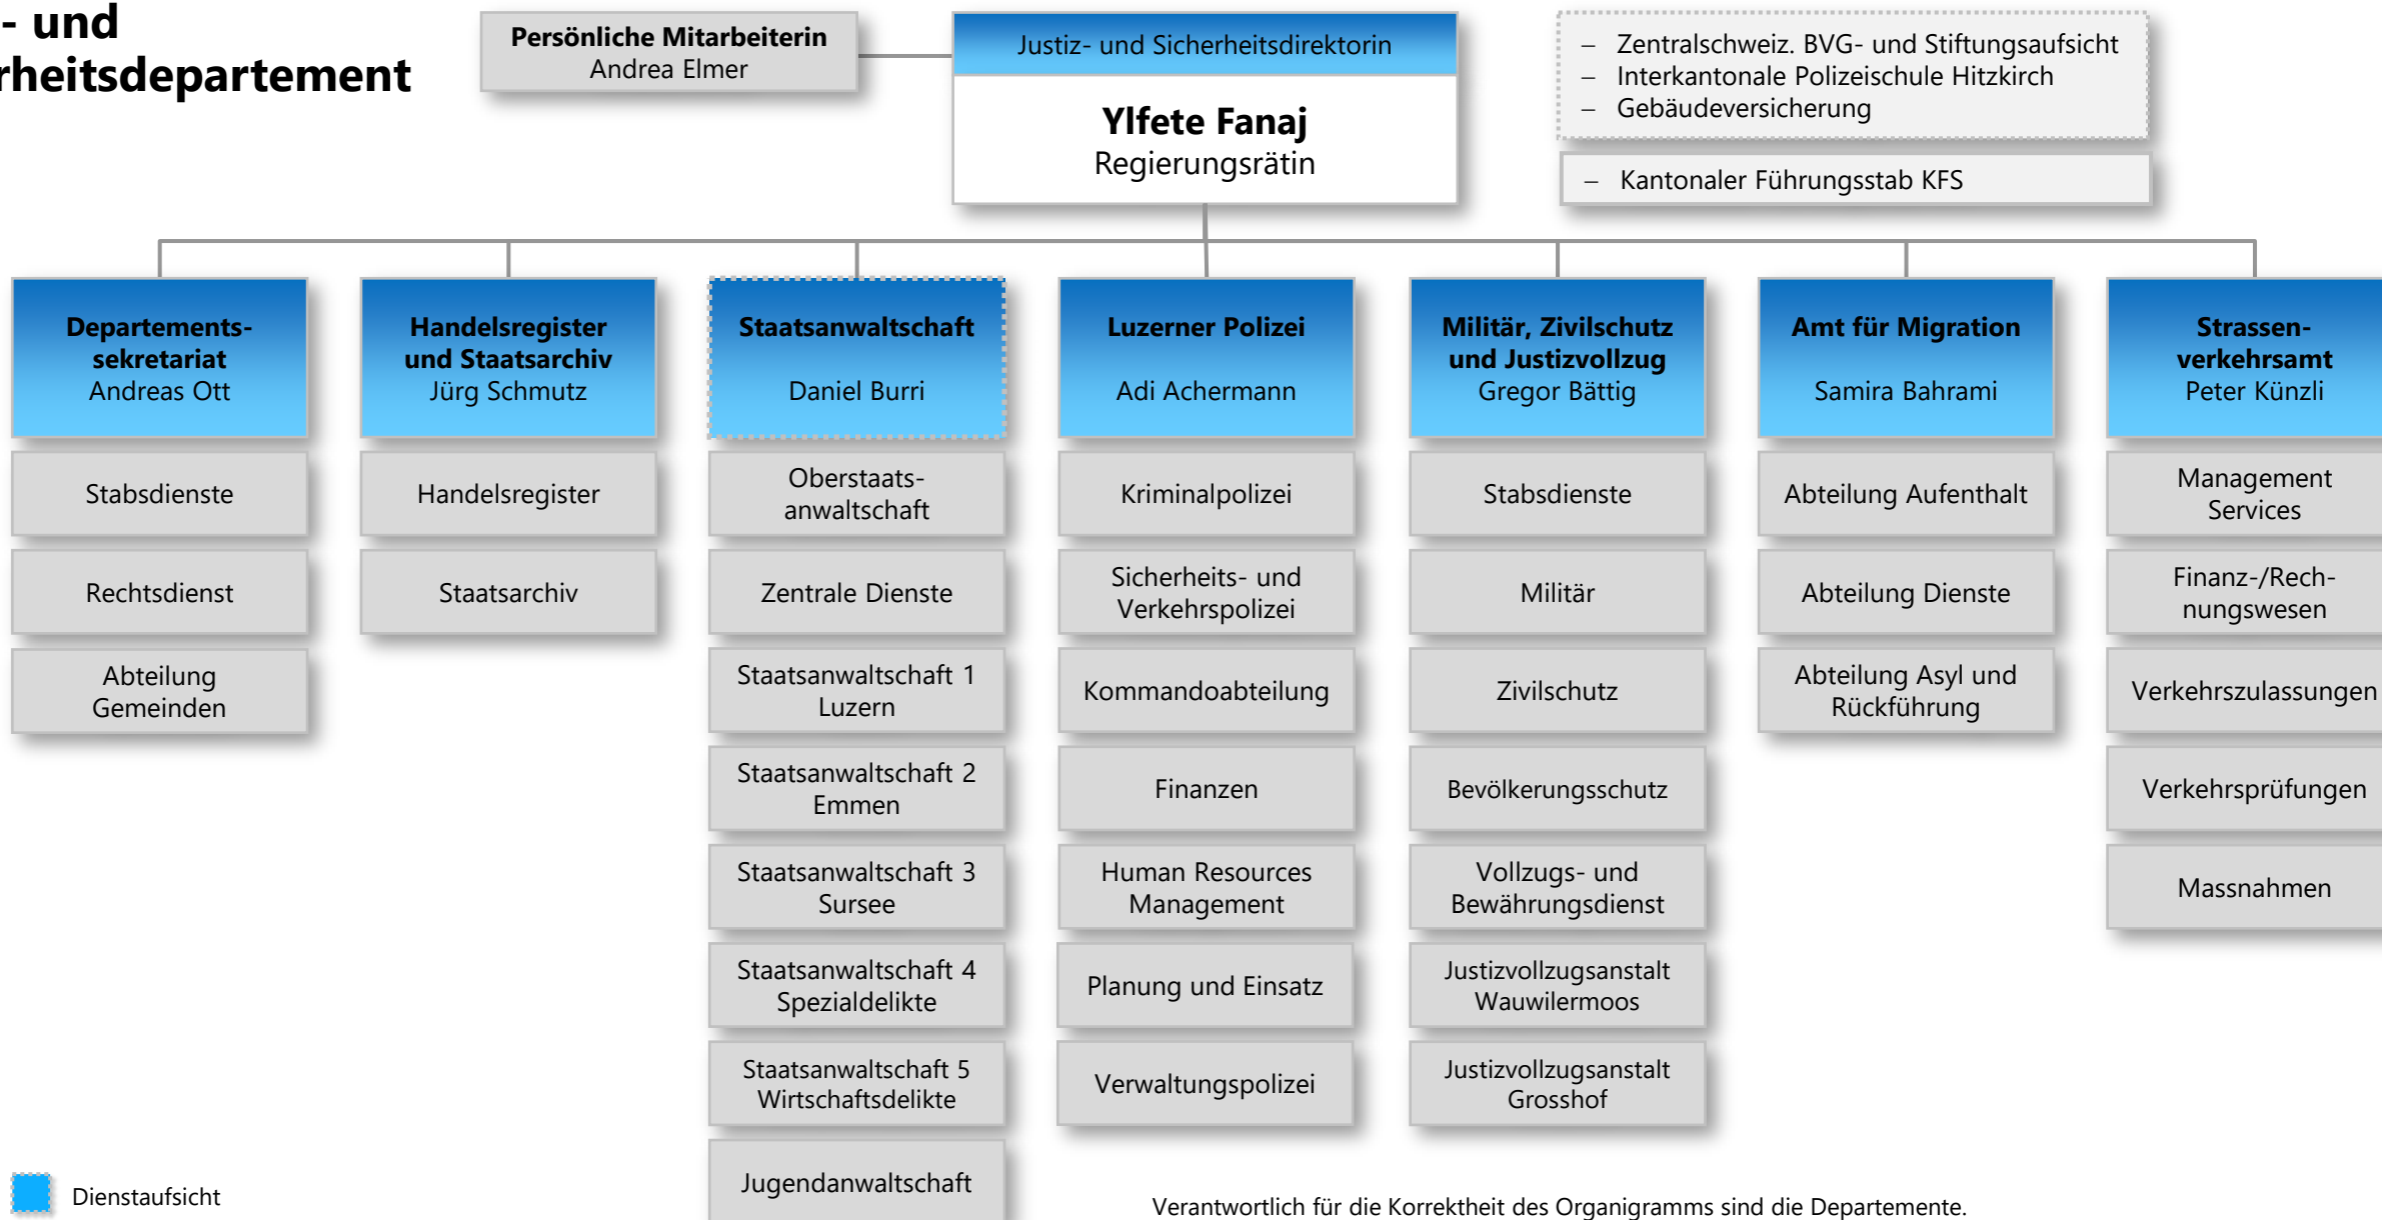 - und
rheitsdepartement
Persönliche Mitarbeiterin
Andrea Elmer
Justiz- und Sicherheitsdirektorin
Ylfete Fanaj
Regierungsrätin
– Zentralschweiz. BVG- und Stiftungsaufsicht
– Interkantonale Polizeischule Hitzkirch
– Gebäudeversicherung
– Kantonaler Führungsstab KFS
Departements-
sekretariat
Andreas Ott
Stabsdienste
Rechtsdienst
Abteilung
Gemeinden
Handelsregister
und Staatsarchiv
Jürg Schmutz
Handelsregister
Staatsarchiv
Staatsanwaltschaft
Daniel Burri
Oberstaats-
anwaltschaft
Zentrale Dienste
Staatsanwaltschaft 1
Luzern
Staatsanwaltschaft 2
Emmen
Staatsanwaltschaft 3
Sursee
Staatsanwaltschaft 4
Spezialdelikte
Staatsanwaltschaft 5
Wirtschaftsdelikte
Jugendanwaltschaft
Luzerner Polizei
Adi Achermann
Kriminalpolizei
Sicherheits- und
Verkehrspolizei
Kommandoabteilung
Finanzen
Human Resources
Management
Planung und Einsatz
Verwaltungspolizei
Militär, Zivilschutz
und Justizvollzug
Gregor Bättig
Stabsdienste
Militär
Zivilschutz
Bevölkerungsschutz
Vollzugs- und
Bewährungsdienst
Justizvollzugsanstalt
Wauwilermoos
Justizvollzugsanstalt
Grosshof
Amt für Migration
Samira Bahrami
Abteilung Aufenthalt
Abteilung Dienste
Abteilung Asyl und
Rückführung
Strassen-
verkehrsamt
Peter Künzli
Management
Services
Finanz-/Rech-
nungswesen
Verkehrszulassungen
Verkehrsprüfungen
Massnahmen
Dienstaufsicht
Verantwortlich für die Korrektheit des Organigramms sind die Departemente.